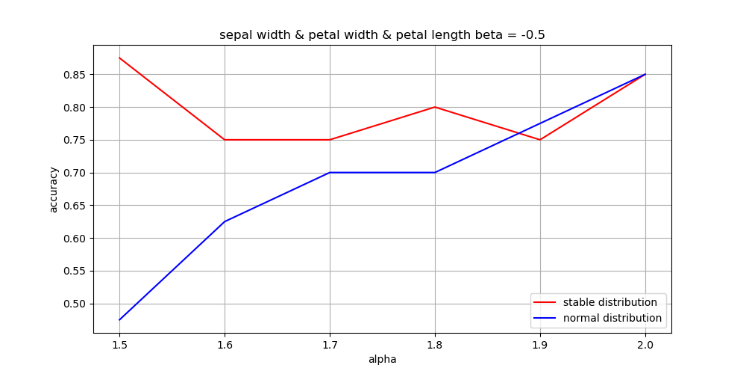 sepal width & petal width & petal length beta = -0.5
accuracy
0.85
0.80
0.75
0.70
0.65
0.60
0.55
0.50
1.5 1.6 1.7 1.8 1.9 2.0
alpha
stable distribution
normal distribution